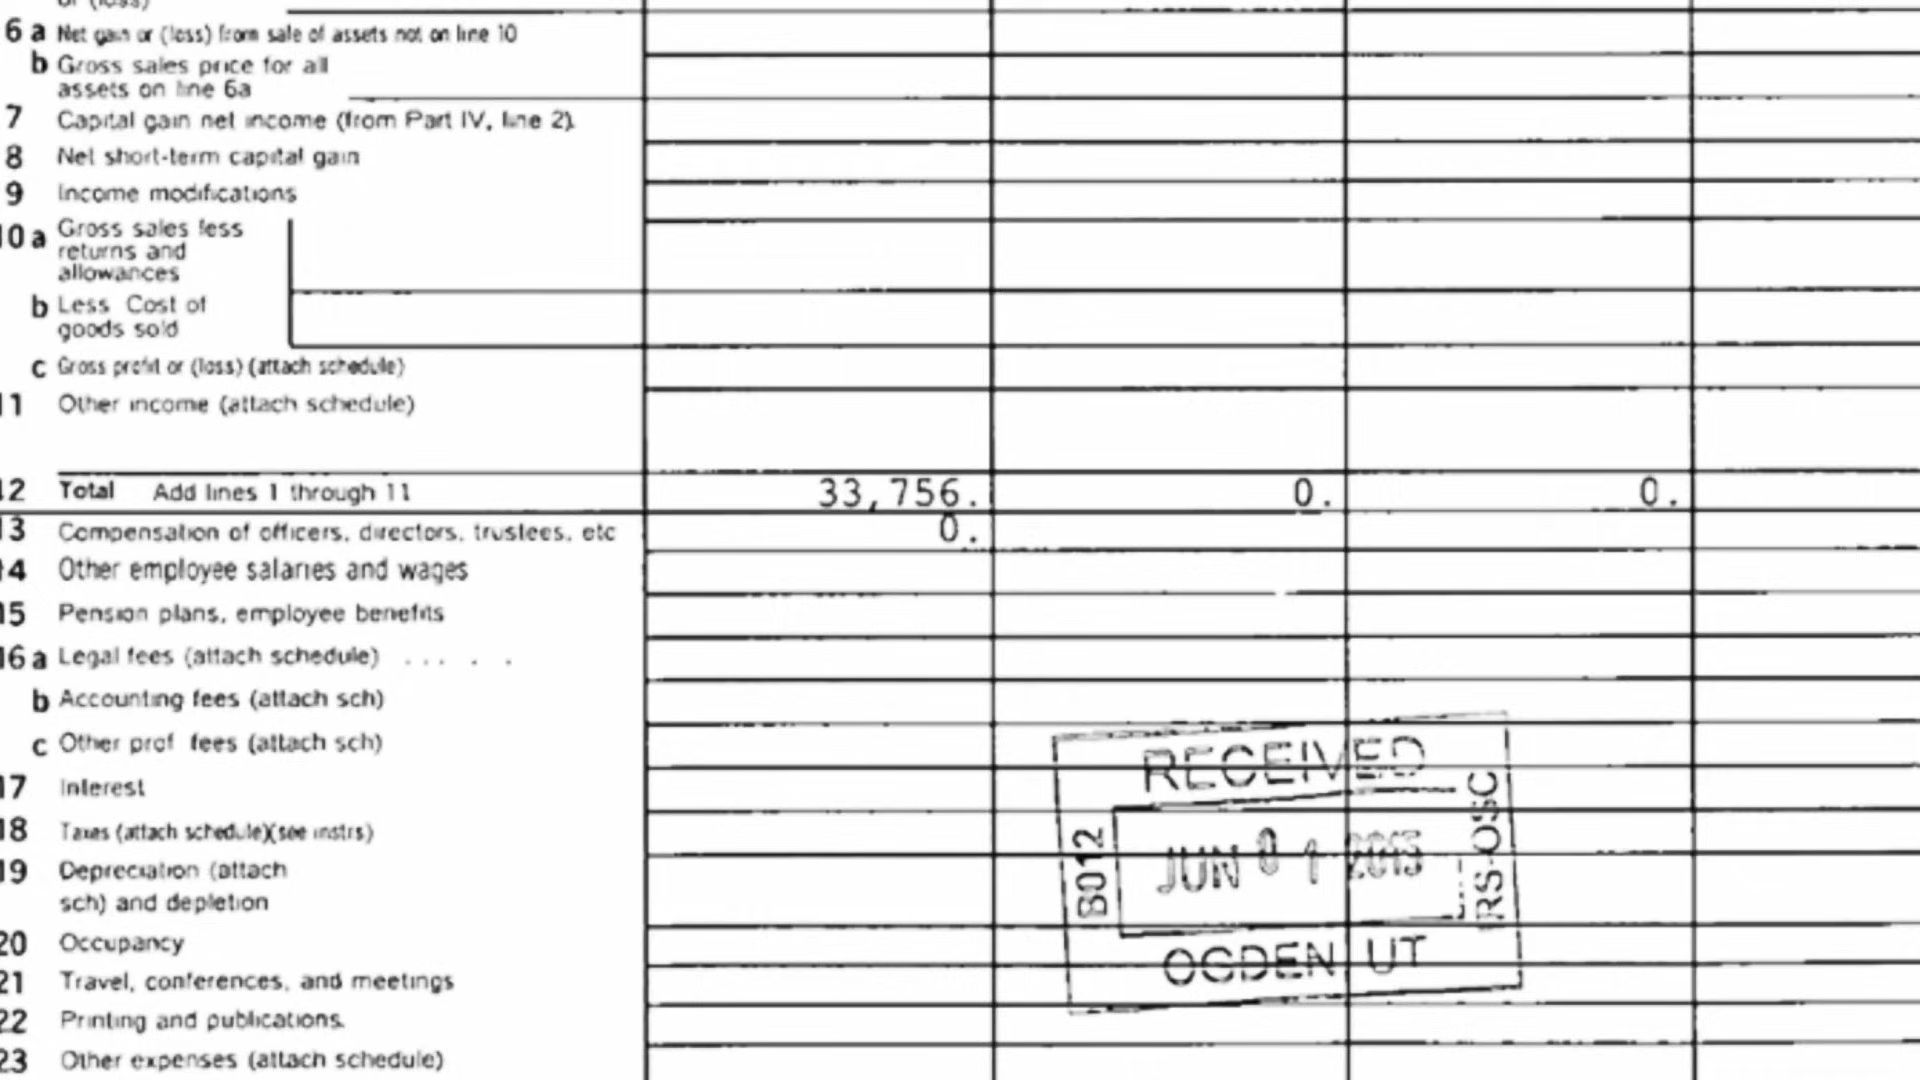 or (loss)
6 a Net gain or (loss) from sale of assets not on line 10
b Gross sales price for all
assets on line 6a
7 Capital gain net income (from Part IV, line 2).
8 Net short-term capital gain
9 Income modifications
10 a Gross sales less
returns and
allowances
b Less Cost of
goods sold
c Gross profit or (loss) (attach schedule)
11 Other income (attach schedule)
12 Total Add lines 1 through 11 33,756. 0. 0.
13 Compensation of officers, directors, trustees, etc 0.
14 Other employee salaries and wages
15 Pension plans, employee benefits
16 a Legal fees (attach schedule) ... . .
b Accounting fees (attach sch)
c Other prof fees (attach sch)
17 Interest
18 Taxes (attach schedule)(see instrs)
19 Depreciation (attach
sch) and depletion
20 Occupancy
21 Travel, conferences, and meetings
22 Printing and publications.
23 Other expenses (attach schedule)
RECEIVED
B012
JUN 01 2015
RS-OSC
OGDEN UT